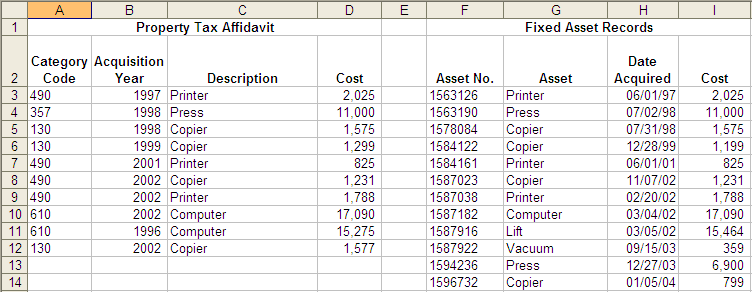 A B C D E F G H I
1 Property Tax Affidavit Fixed Asset Records
Category Acquisition Date
2 Code Year Description Cost Asset No. Asset Acquired Cost
3 490 1997 Printer 2,025 1563126 Printer 06/01/97 2,025
4 357 1998 Press 11,000 1563190 Press 07/02/98 11,000
5 130 1998 Copier 1,575 1578084 Copier 07/31/98 1,575
6 130 1999 Copier 1,299 1584122 Copier 12/28/99 1,199
7 490 2001 Printer 825 1584161 Printer 06/01/01 825
8 490 2002 Copier 1,231 1587023 Copier 11/07/02 1,231
9 490 2002 Printer 1,788 1587038 Printer 02/20/02 1,788
10 610 2002 Computer 17,090 1587182 Computer 03/04/02 17,090
11 610 1996 Computer 15,275 1587916 Lift 03/05/02 15,464
12 130 2002 Copier 1,577 1587922 Vacuum 09/15/03 359
13 1594236 Press 12/27/03 6,900
14 1596732 Copier 01/05/04 799